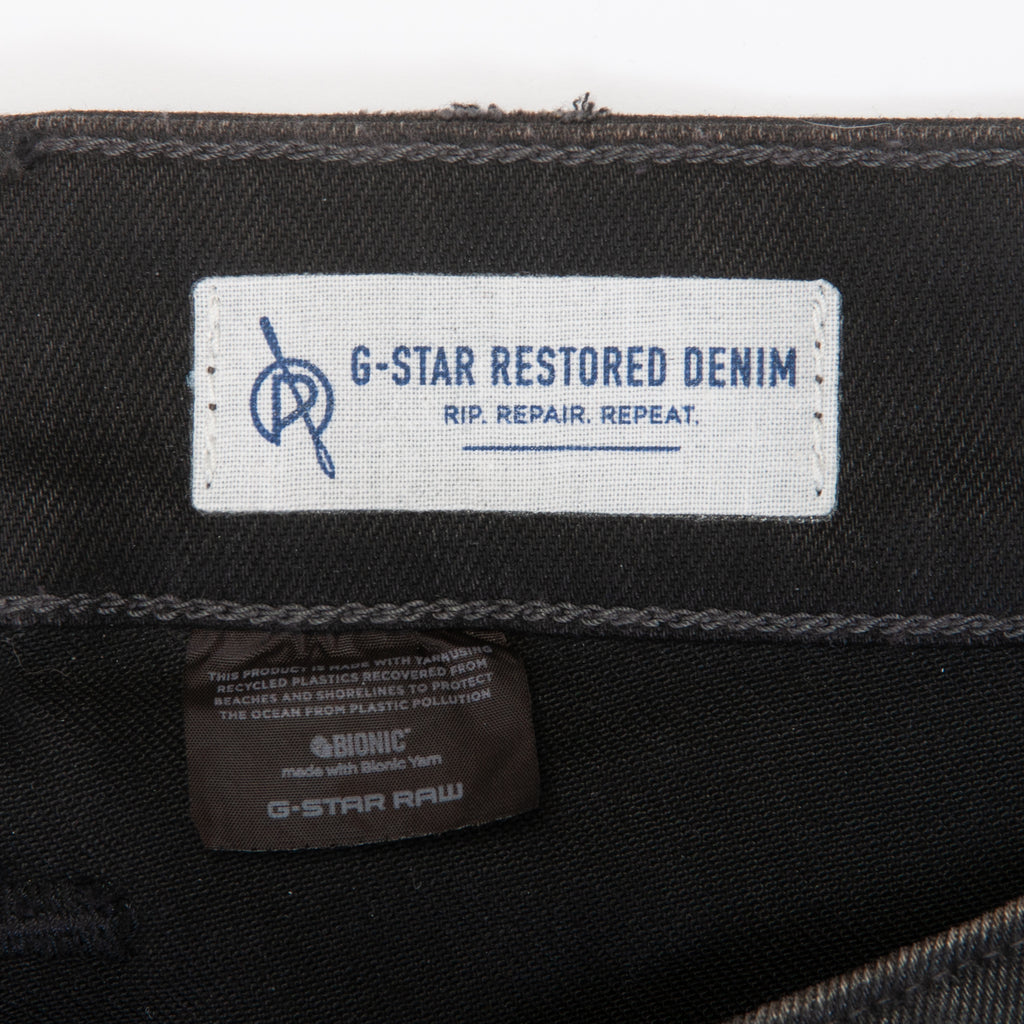 G-STAR RESTORED DENIM
RIP. REPAIR. REPEAT.
THIS PRODUCT IS MADE WITH YARN USING
RECYCLED PLASTICS RECOVERED FROM
BEACHES AND SHORELINES TO PROTECT
THE OCEAN FROM PLASTIC POLLUTION
BIONIC™
made with Bionic Yarn
G-STAR RAW